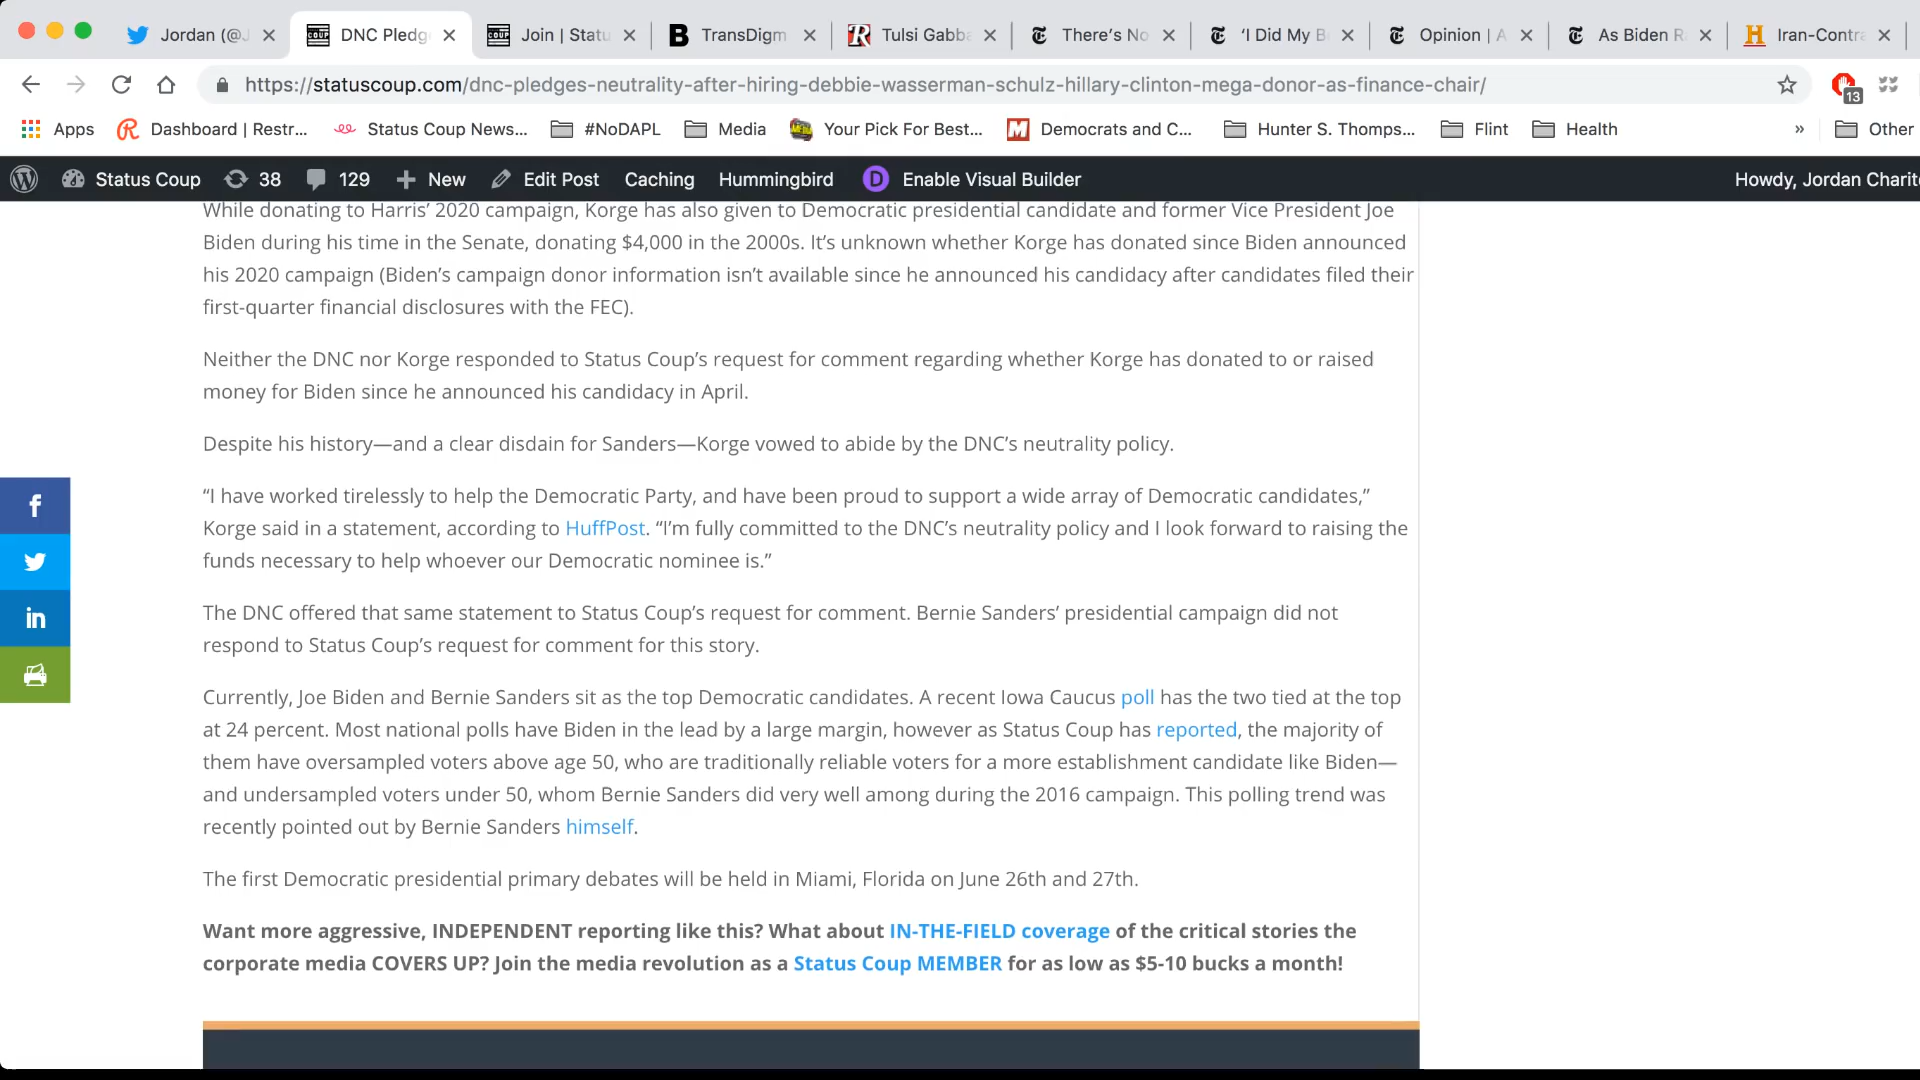 Jordan (@J
DNC Pledg
Join | Statu
TransDigm
Tulsi Gabba
There's No
'I Did My B
Opinion | A
As Biden R
Iran-Contra
https://statuscoup.com/dnc-pledges-neutrality-after-hiring-debbie-wasserman-schulz-hillary-clinton-mega-donor-as-finance-chair/
13
Apps
Dashboard | Restr...
Status Coup News...
#NoDAPL
Media
Your Pick For Best...
Democrats and C...
Hunter S. Thomps...
Flint
Health
»
Other
Status Coup
38
129
New
Edit Post
Caching
Hummingbird
D
Enable Visual Builder
Howdy, Jordan Charit
While donating to Harris’ 2020 campaign, Korge has also given to Democratic presidential candidate and former Vice President Joe
Biden during his time in the Senate, donating $4,000 in the 2000s. It’s unknown whether Korge has donated since Biden announced
his 2020 campaign (Biden’s campaign donor information isn’t available since he announced his candidacy after candidates filed their
first-quarter financial disclosures with the FEC).
Neither the DNC nor Korge responded to Status Coup’s request for comment regarding whether Korge has donated to or raised
money for Biden since he announced his candidacy in April.
Despite his history—and a clear disdain for Sanders—Korge vowed to abide by the DNC’s neutrality policy.
“I have worked tirelessly to help the Democratic Party, and have been proud to support a wide array of Democratic candidates,”
Korge said in a statement, according to HuffPost. “I’m fully committed to the DNC’s neutrality policy and I look forward to raising the
funds necessary to help whoever our Democratic nominee is.”
The DNC offered that same statement to Status Coup’s request for comment. Bernie Sanders’ presidential campaign did not
respond to Status Coup’s request for comment for this story.
Currently, Joe Biden and Bernie Sanders sit as the top Democratic candidates. A recent Iowa Caucus poll has the two tied at the top
at 24 percent. Most national polls have Biden in the lead by a large margin, however as Status Coup has reported, the majority of
them have oversampled voters above age 50, who are traditionally reliable voters for a more establishment candidate like Biden—
and undersampled voters under 50, whom Bernie Sanders did very well among during the 2016 campaign. This polling trend was
recently pointed out by Bernie Sanders himself.
The first Democratic presidential primary debates will be held in Miami, Florida on June 26th and 27th.
Want more aggressive, INDEPENDENT reporting like this? What about IN-THE-FIELD coverage of the critical stories the
corporate media COVERS UP? Join the media revolution as a Status Coup MEMBER for as low as $5-10 bucks a month!